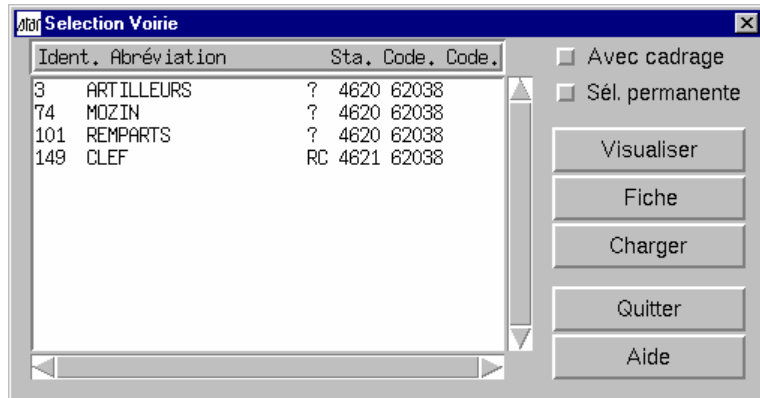 Selection Voirie
Ident. Abréviation Sta. Code. Code.
3 ARTILLEURS ? 4620 62038
74 MOZIN ? 4620 62038
101 REMPARTS ? 4620 62038
149 CLEF RC 4621 62038
Avec cadrage
Sél. permanente
Visualiser
Fiche
Charger
Quitter
Aide